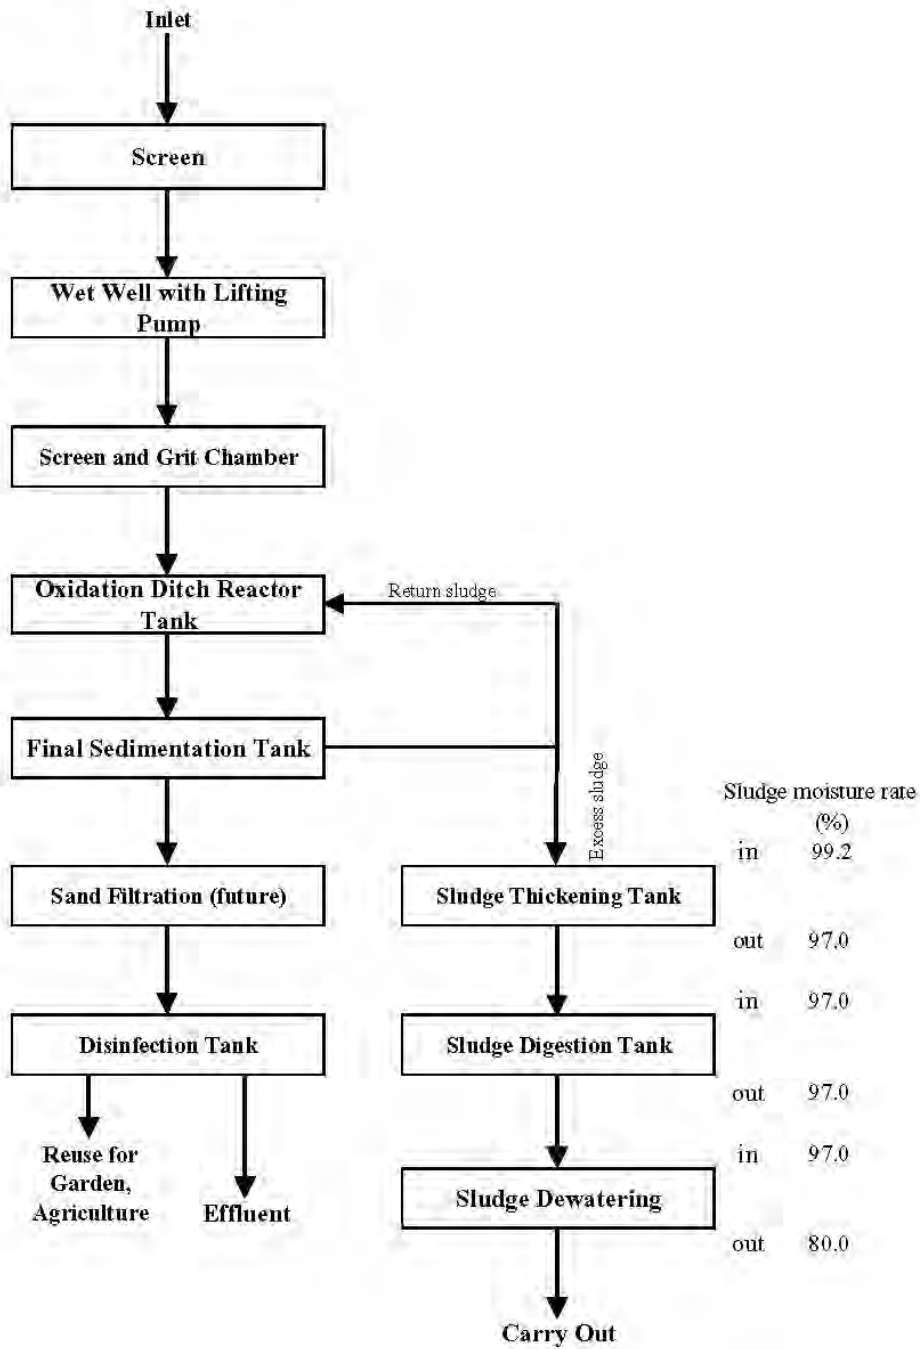 Inlet
Screen
Wet Well with Lifting
Pump
Screen and Grit Chamber
Oxidation Ditch Reactor
Tank
Return sludge
Final Sedimentation Tank
Excess sludge
Sludge moisture rate
(%)
in 99.2
Sand Filtration (future)
Sludge Thickening Tank
out 97.0
in 97.0
Disinfection Tank
Sludge Digestion Tank
out 97.0
Reuse for
Garden,
Agriculture
Effluent
in 97.0
Sludge Dewatering
out 80.0
Carry Out